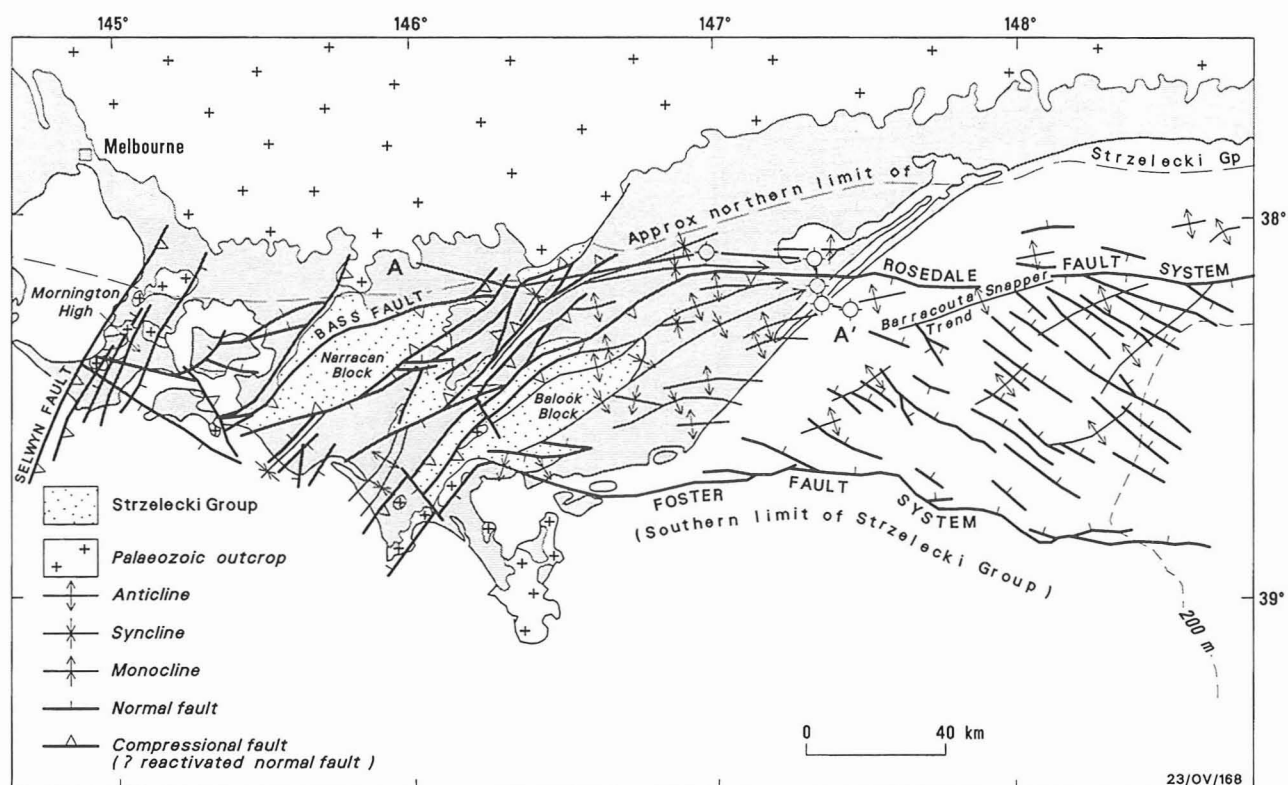 145°
146°
147°
148°
Melbourne
Strzelecki Gp
Approx northern limit of
38°
A
Mornington
High
BASS FAULT
ROSEDALE
FAULT
SYSTEM
Barracouta Snapper
Trend
A'
Narracan
Block
Balook
Block
SELWYN FAULT
FOSTER
FAULT
SYSTEM
(Southern limit of Strzelecki Group)
39°
200 m
Strzelecki Group
Palaeozoic outcrop
Anticline
Syncline
Monocline
Normal fault
Compressional fault
(? reactivated normal fault)
0
40 km
23/OV/168